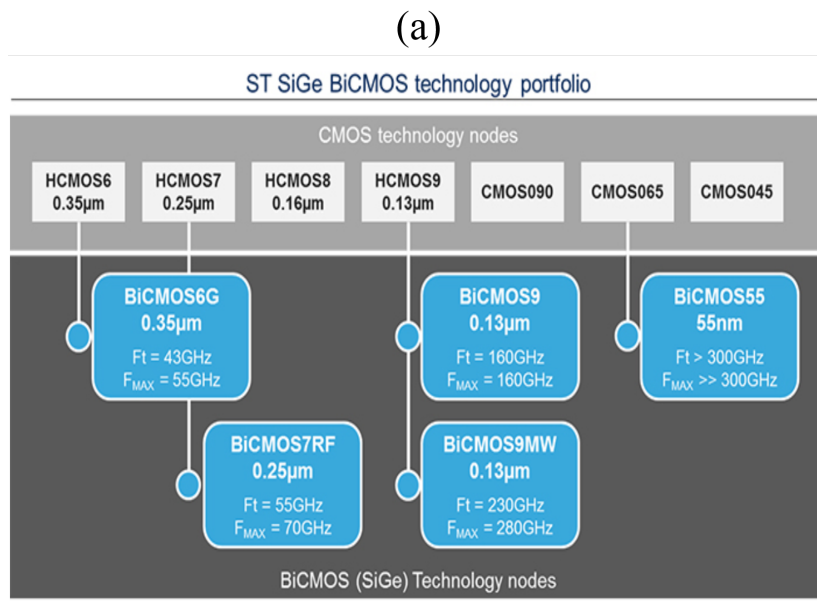 (a)
ST SiGe BiCMOS technology portfolio
CMOS technology nodes
HCMOS6
0.35µm
HCMOS7
0.25µm
HCMOS8
0.16µm
HCMOS9
0.13µm
CMOS090
CMOS065
CMOS045
BiCMOS6G
0.35µm
Ft = 43GHz
FMAX = 55GHz
BiCMOS9
0.13µm
Ft = 160GHz
FMAX = 160GHz
BiCMOS55
55nm
Ft > 300GHz
FMAX >> 300GHz
BiCMOS7RF
0.25µm
Ft = 55GHz
FMAX = 70GHz
BiCMOS9MW
0.13µm
Ft = 230GHz
FMAX = 280GHz
BiCMOS (SiGe) Technology nodes